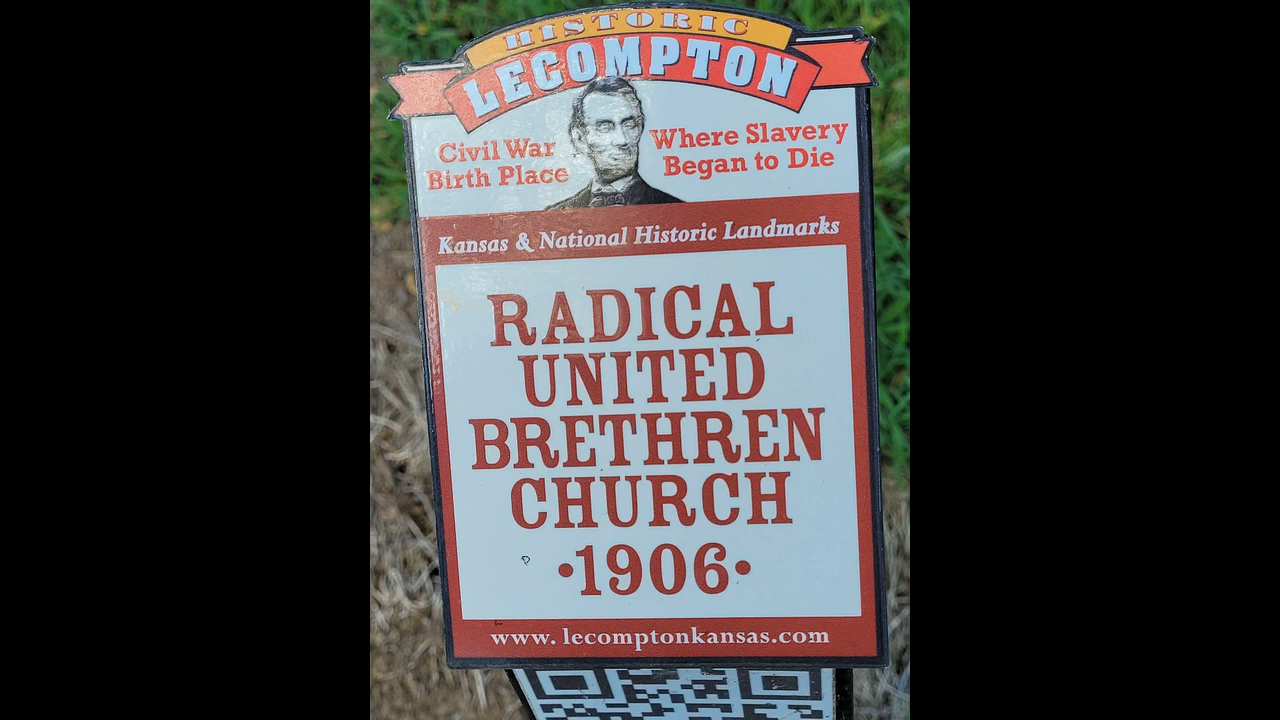 HISTORIC
LECOMPTON
Civil War
Birth Place
Where Slavery
Began to Die
Kansas & National Historic Landmarks
RADICAL
UNITED
BRETHREN
CHURCH
•1906•
www. lecomptonkansas.com